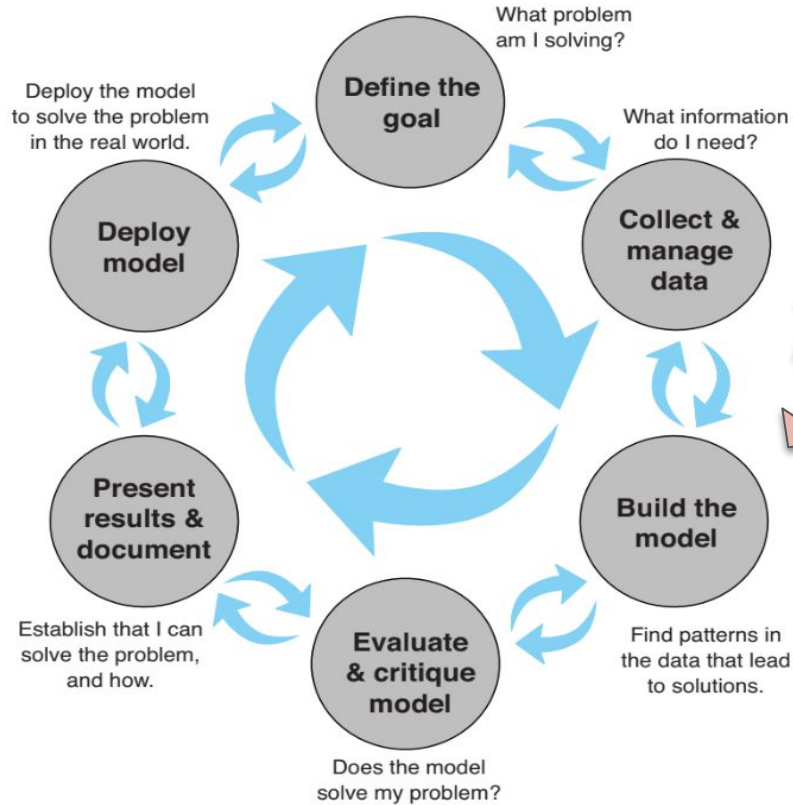 What problem
am I solving?
Define the
goal
What information
do I need?
Collect &
manage
data
Build the
model
Find patterns in
the data that lead
to solutions.
Evaluate
& critique
model
Does the model
solve my problem?
Present
results &
document
Establish that I can
solve the problem,
and how.
Deploy
model
Deploy the model
to solve the problem
in the real world.